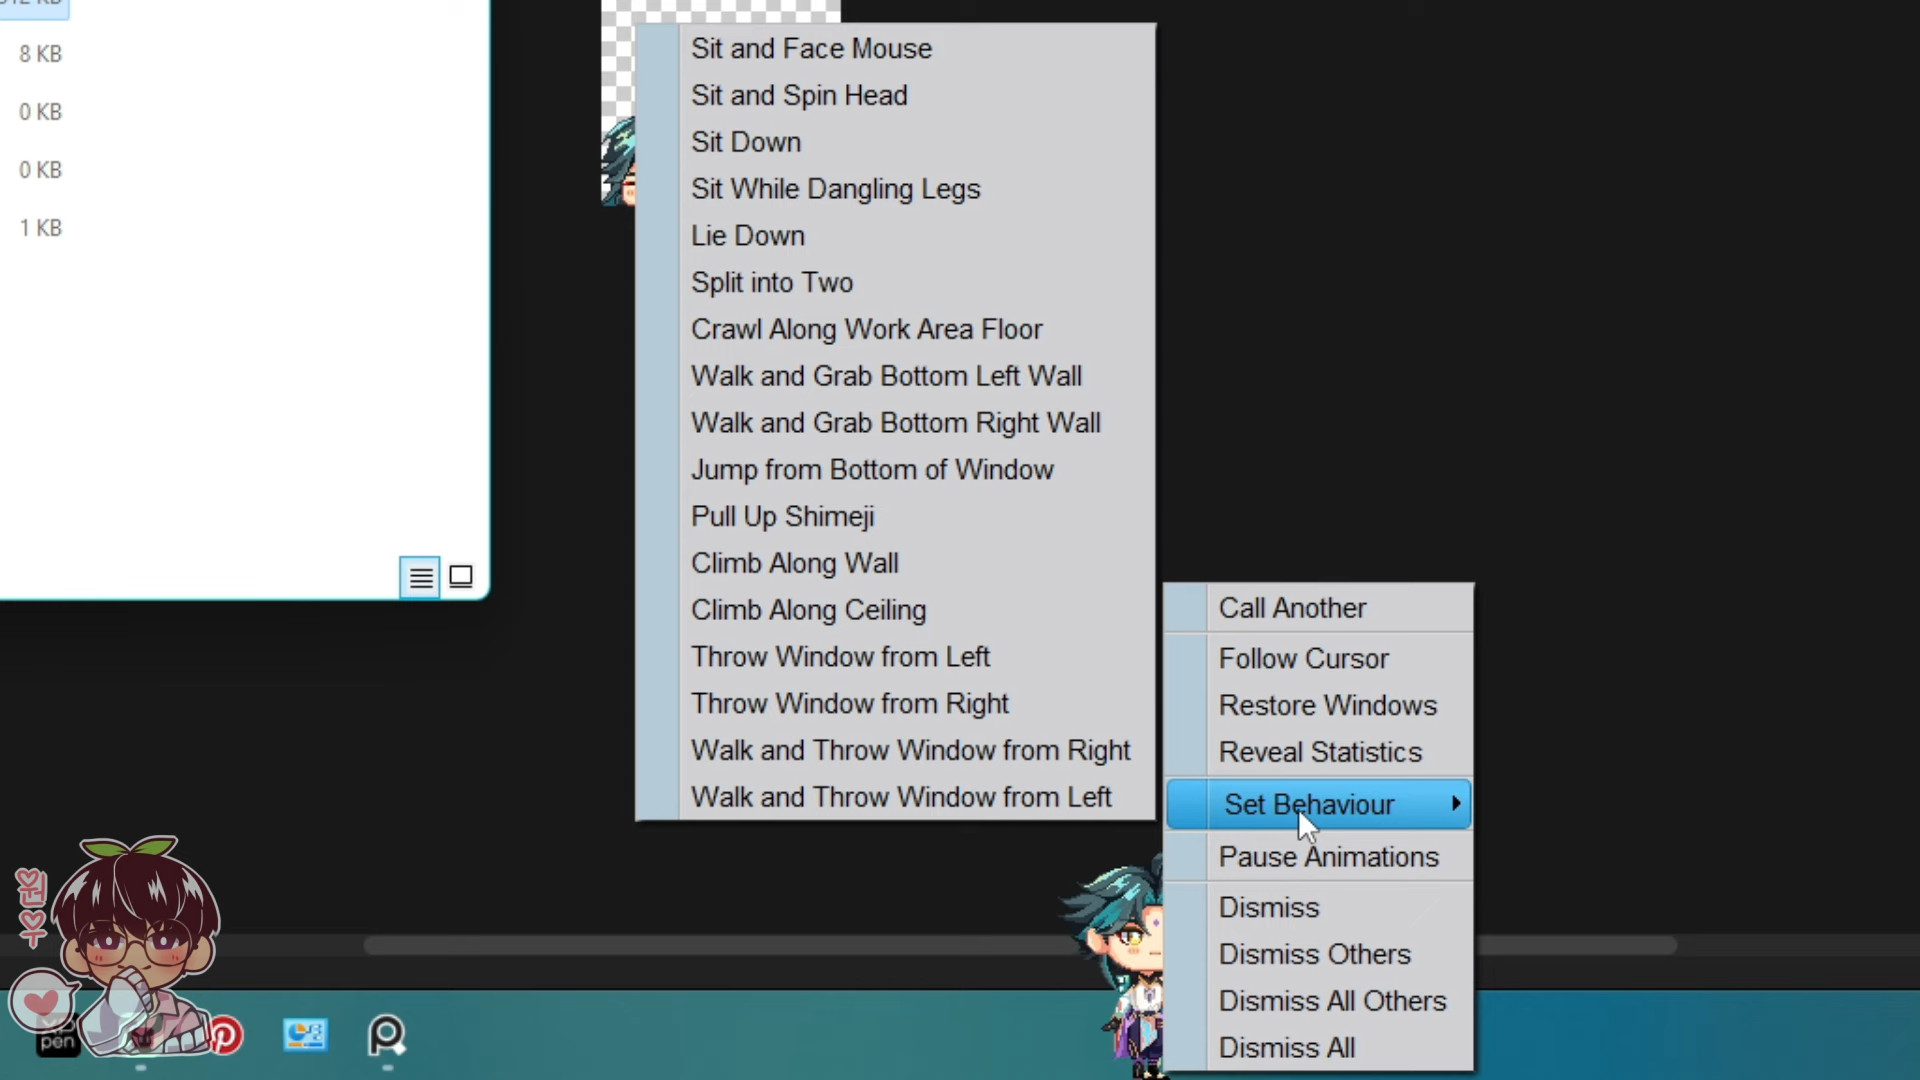 8 KB
0 KB
0 KB
1 KB
Sit and Face Mouse
Sit and Spin Head
Sit Down
Sit While Dangling Legs
Lie Down
Split into Two
Crawl Along Work Area Floor
Walk and Grab Bottom Left Wall
Walk and Grab Bottom Right Wall
Jump from Bottom of Window
Pull Up Shimeji
Climb Along Wall
Climb Along Ceiling
Throw Window from Left
Throw Window from Right
Walk and Throw Window from Right
Walk and Throw Window from Left
Call Another
Follow Cursor
Restore Windows
Reveal Statistics
Set Behaviour
Pause Animations
Dismiss
Dismiss Others
Dismiss All Others
Dismiss All
원우
pen